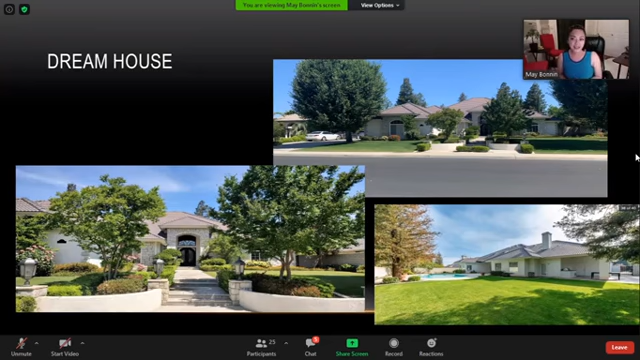 You are viewing May Bonnin's screen
View Options
DREAM HOUSE
May Bonnin
Unmute
Start Video
Participants
25
Chat
Share Screen
Record
Reactions
Leave